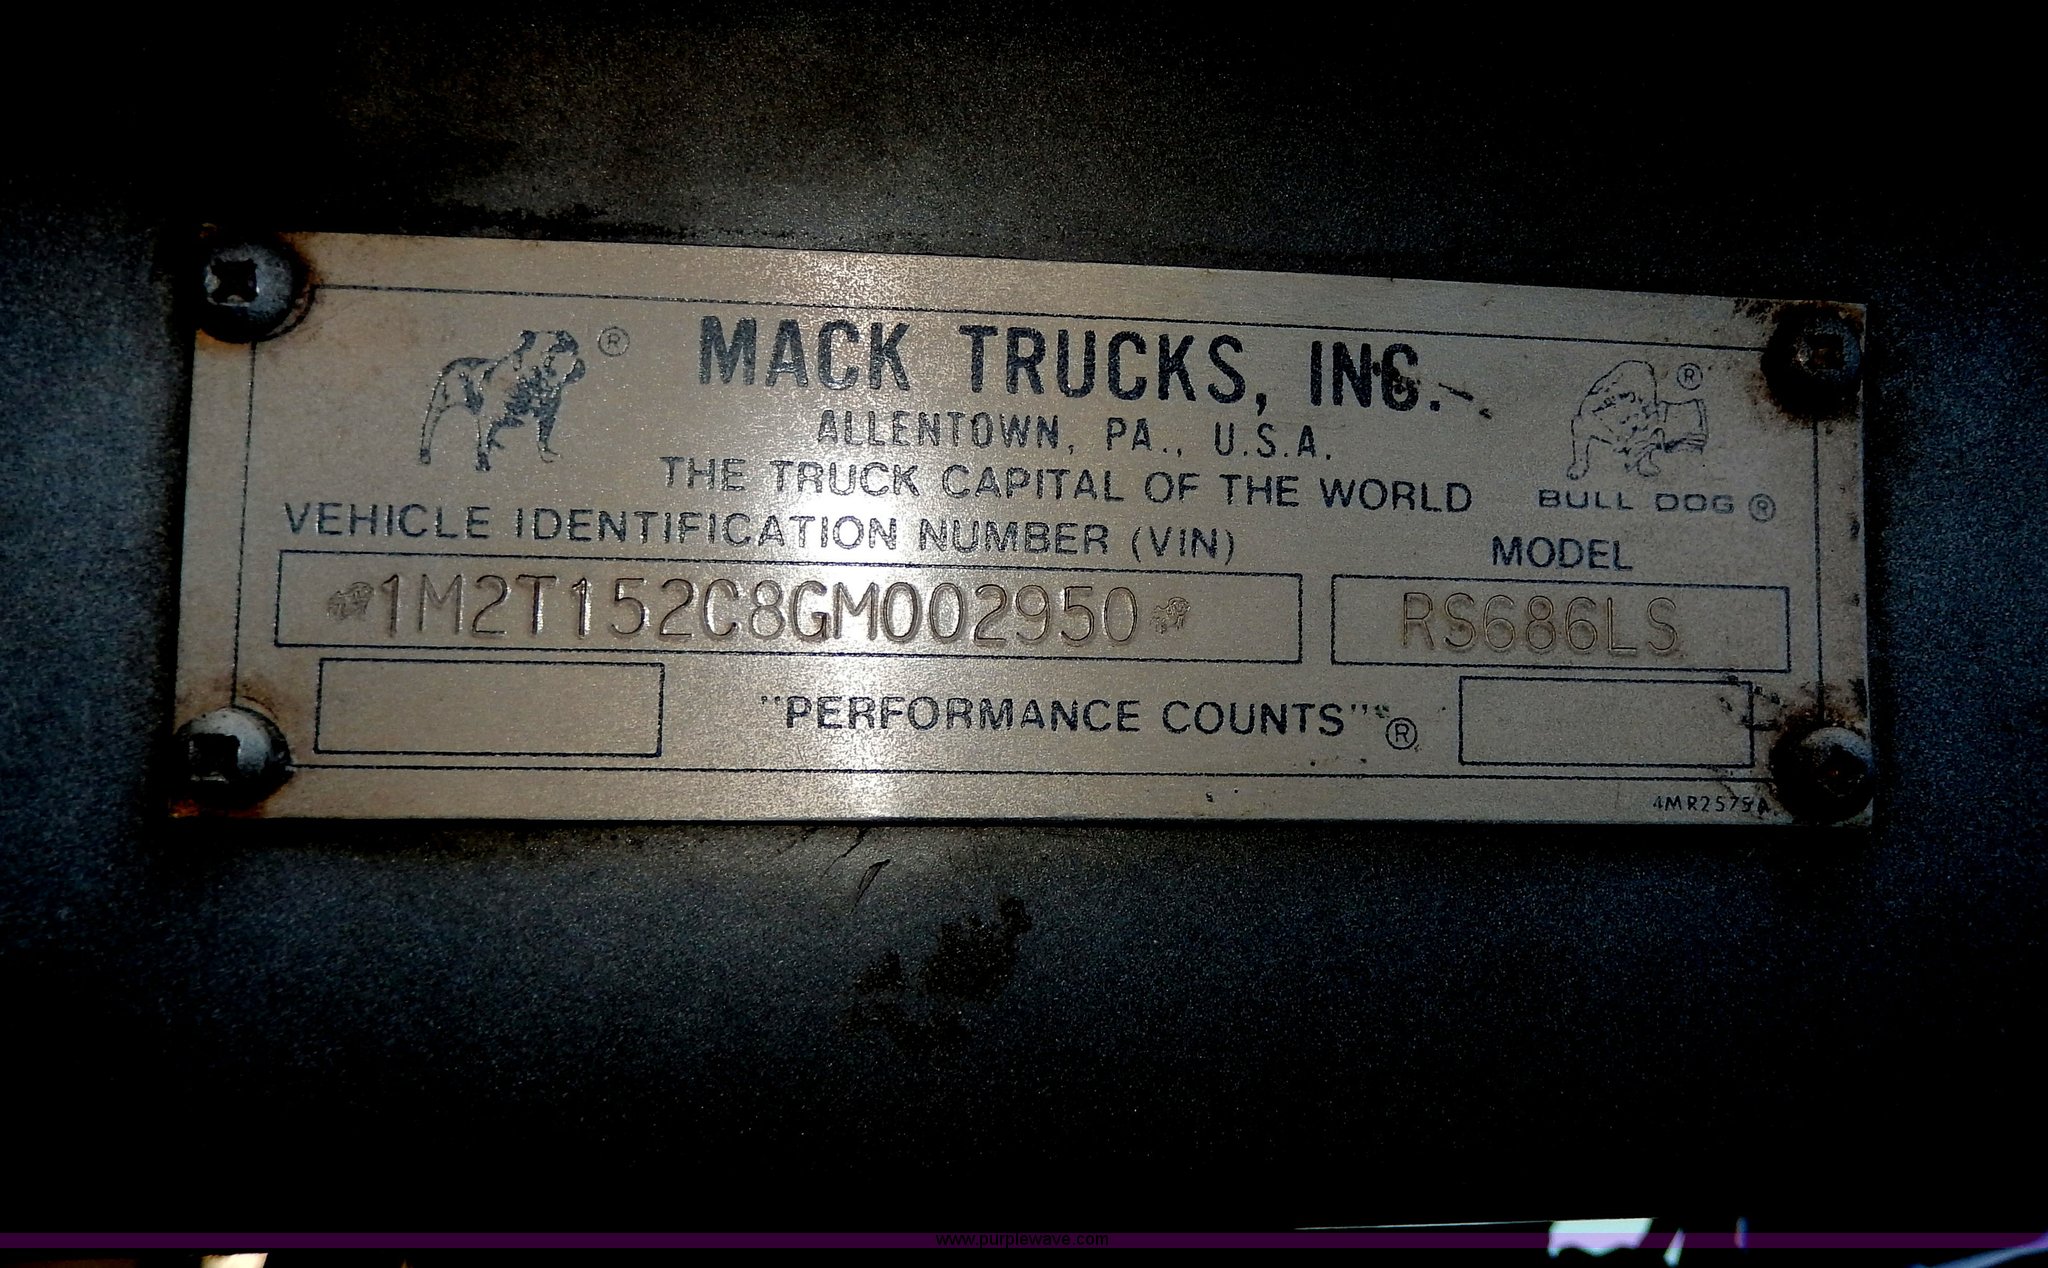 ® MACK TRUCKS, INC. ®
ALLENTOWN, PA., U.S.A.
THE TRUCK CAPITAL OF THE WORLD
BULL DOG ®
VEHICLE IDENTIFICATION NUMBER (VIN)
MODEL
1M2T152C8GM002950
RS686LS
"PERFORMANCE COUNTS" ®
4MR2575A
www.purplewave.com